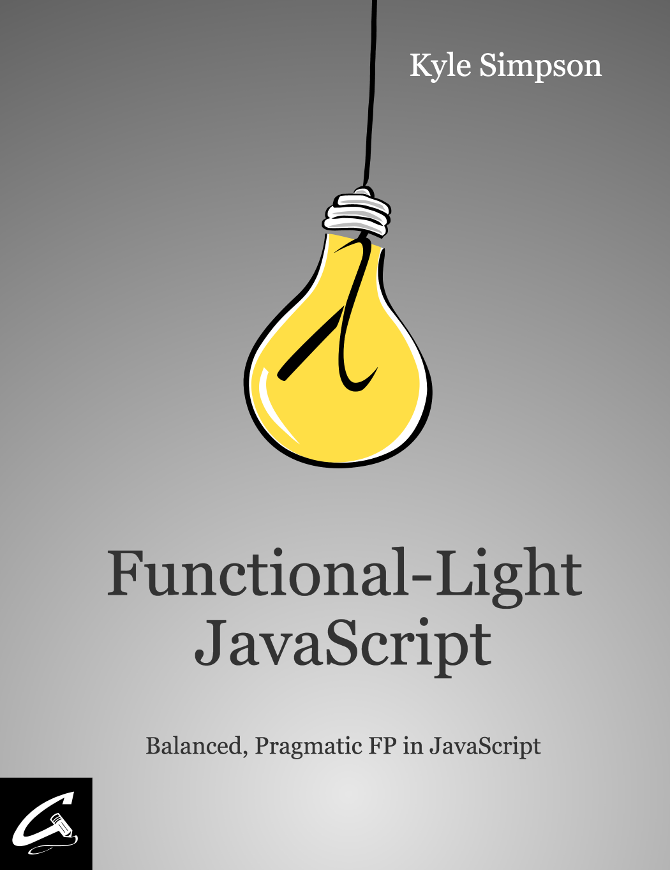 Kyle Simpson
λ
Functional-Light
JavaScript
Balanced, Pragmatic FP in JavaScript